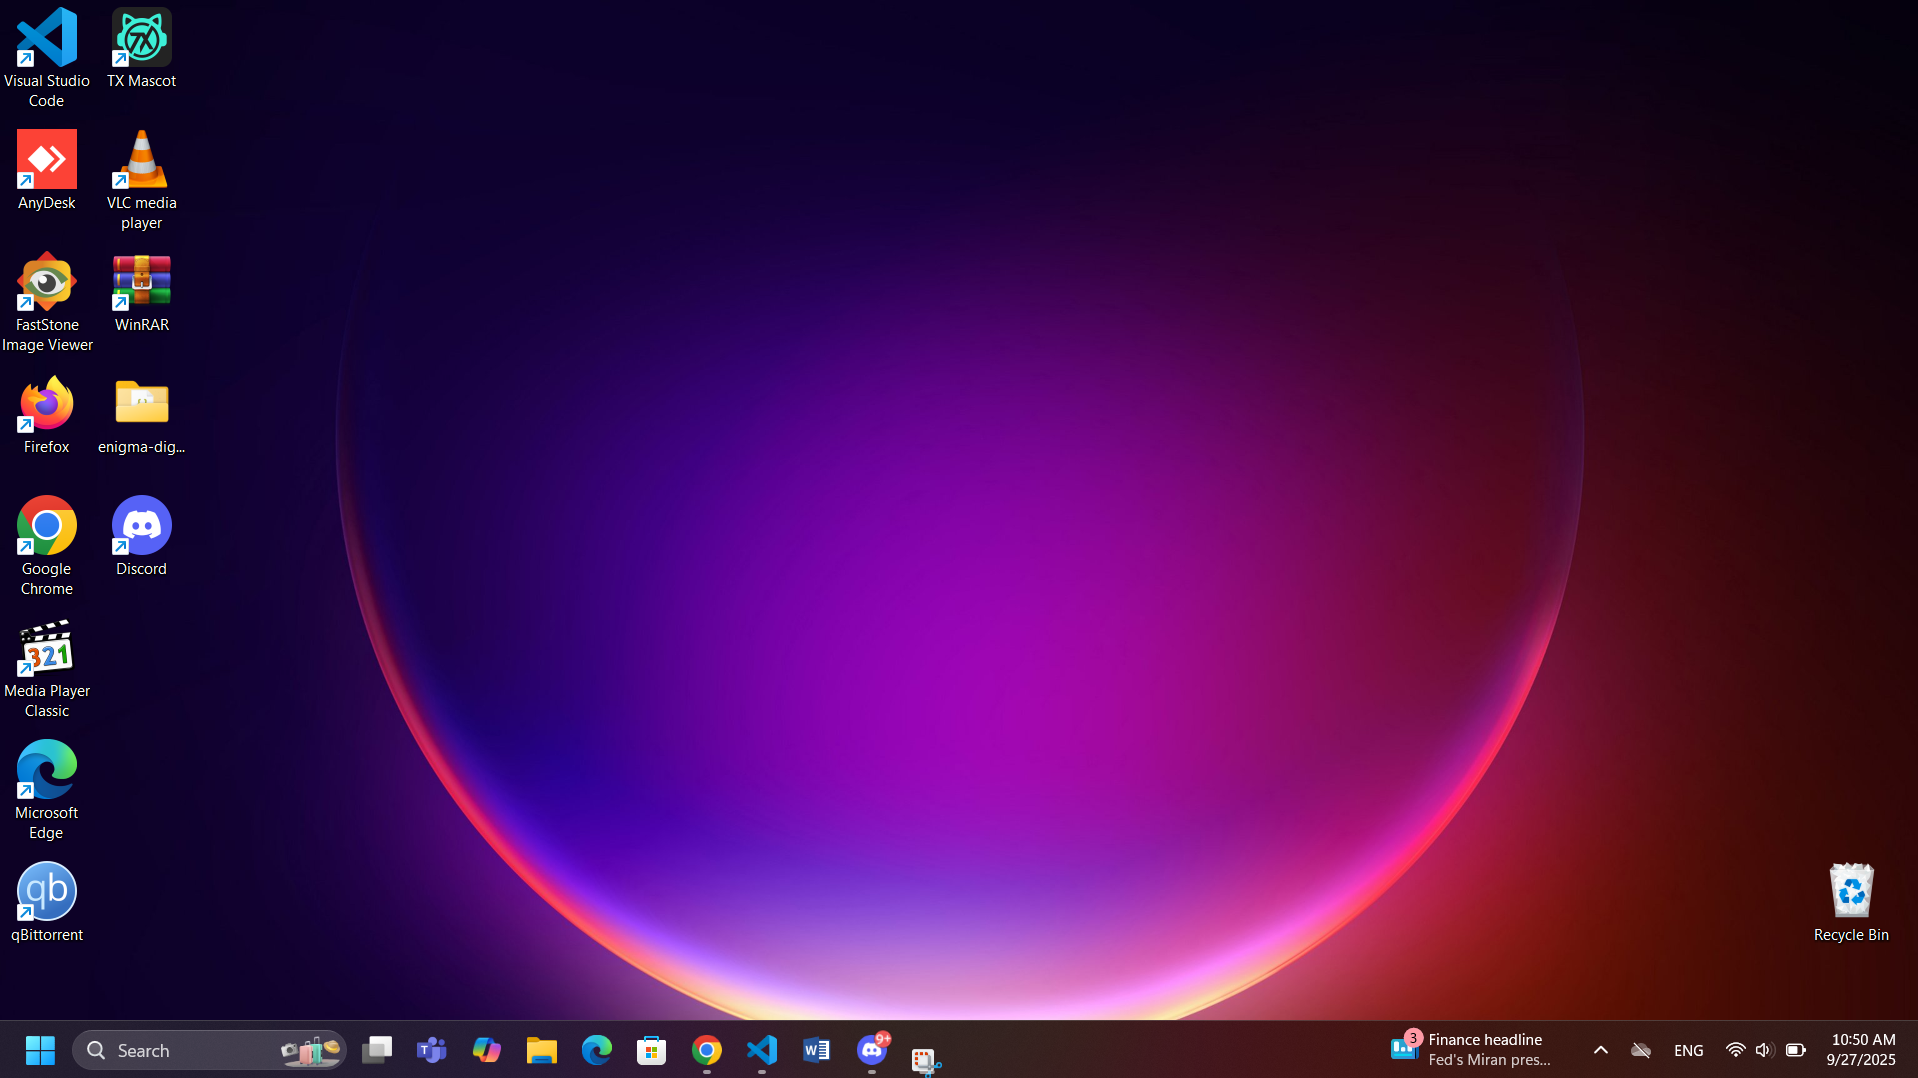 Visual Studio
Code
TX Mascot
AnyDesk
VLC media
player
FastStone
Image Viewer
WinRAR
Firefox
enigma-dig...
Google
Chrome
Discord
321
Media Player
Classic
Microsoft
Edge
qb
qBittorrent
Recycle Bin
Search
T
W
9+
3
Finance headline
Fed's Miran pres...
ENG
10:50 AM
9/27/2025